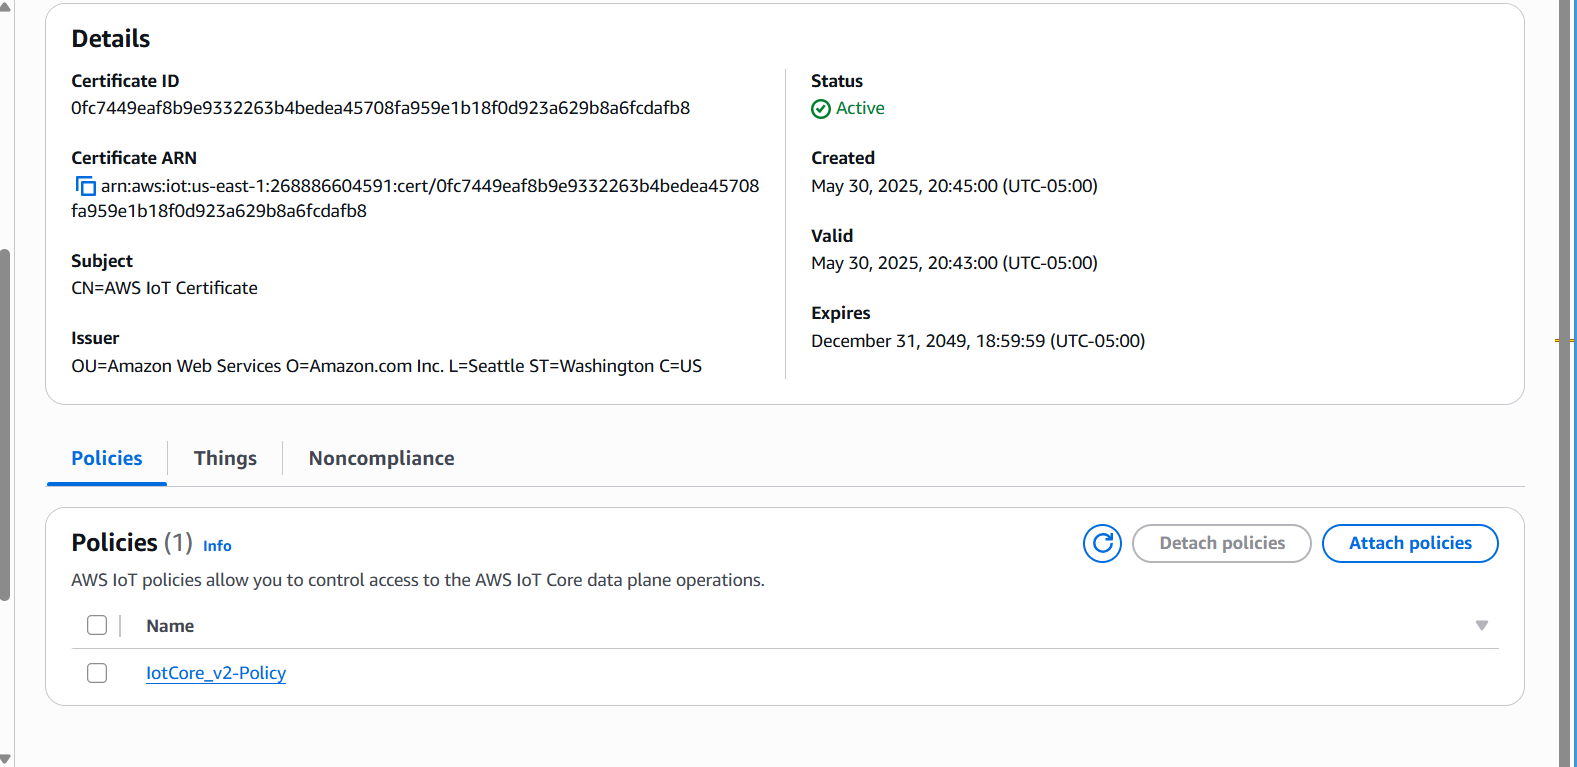 Details
Certificate ID
0fc7449eaf8b9e9332263b4bedea45708fa959e1b18f0d923a629b8a6fcdafb8
Certificate ARN
arn:aws:iot:us-east-1:268886604591:cert/0fc7449eaf8b9e9332263b4bedea45708
fa959e1b18f0d923a629b8a6fcdafb8
Subject
CN=AWS IoT Certificate
Issuer
OU=Amazon Web Services O=Amazon.com Inc. L=Seattle ST=Washington C=US
Status
Active
Created
May 30, 2025, 20:45:00 (UTC-05:00)
Valid
May 30, 2025, 20:43:00 (UTC-05:00)
Expires
December 31, 2049, 18:59:59 (UTC-05:00)
Policies Things Noncompliance
Policies (1) Info
Detach policies Attach policies
AWS IoT policies allow you to control access to the AWS IoT Core data plane operations.
Name
IotCore_v2-Policy